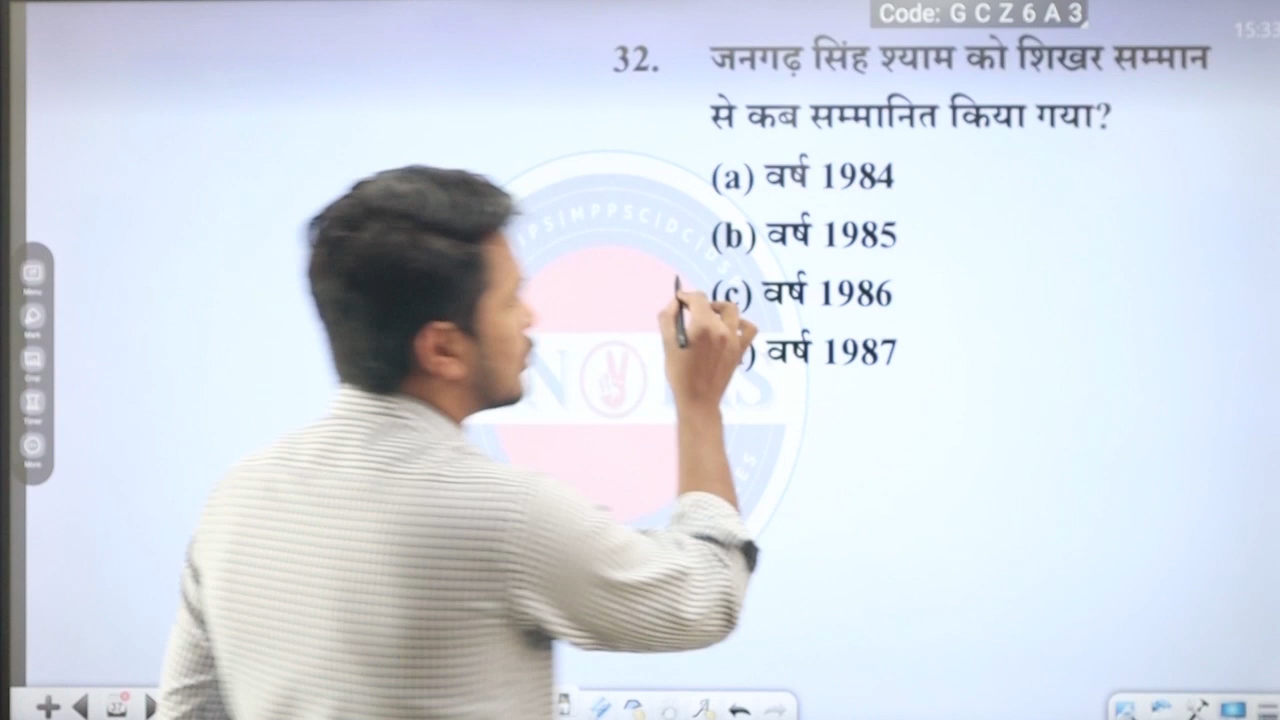 Code: G C Z 6 A 3
15:33
32. जनगढ़ सिंह श्याम को शिखर सम्मान
से कब सम्मानित किया गया?
(a) वर्ष 1984
(b) वर्ष 1985
(c) वर्ष 1986
) वर्ष 1987